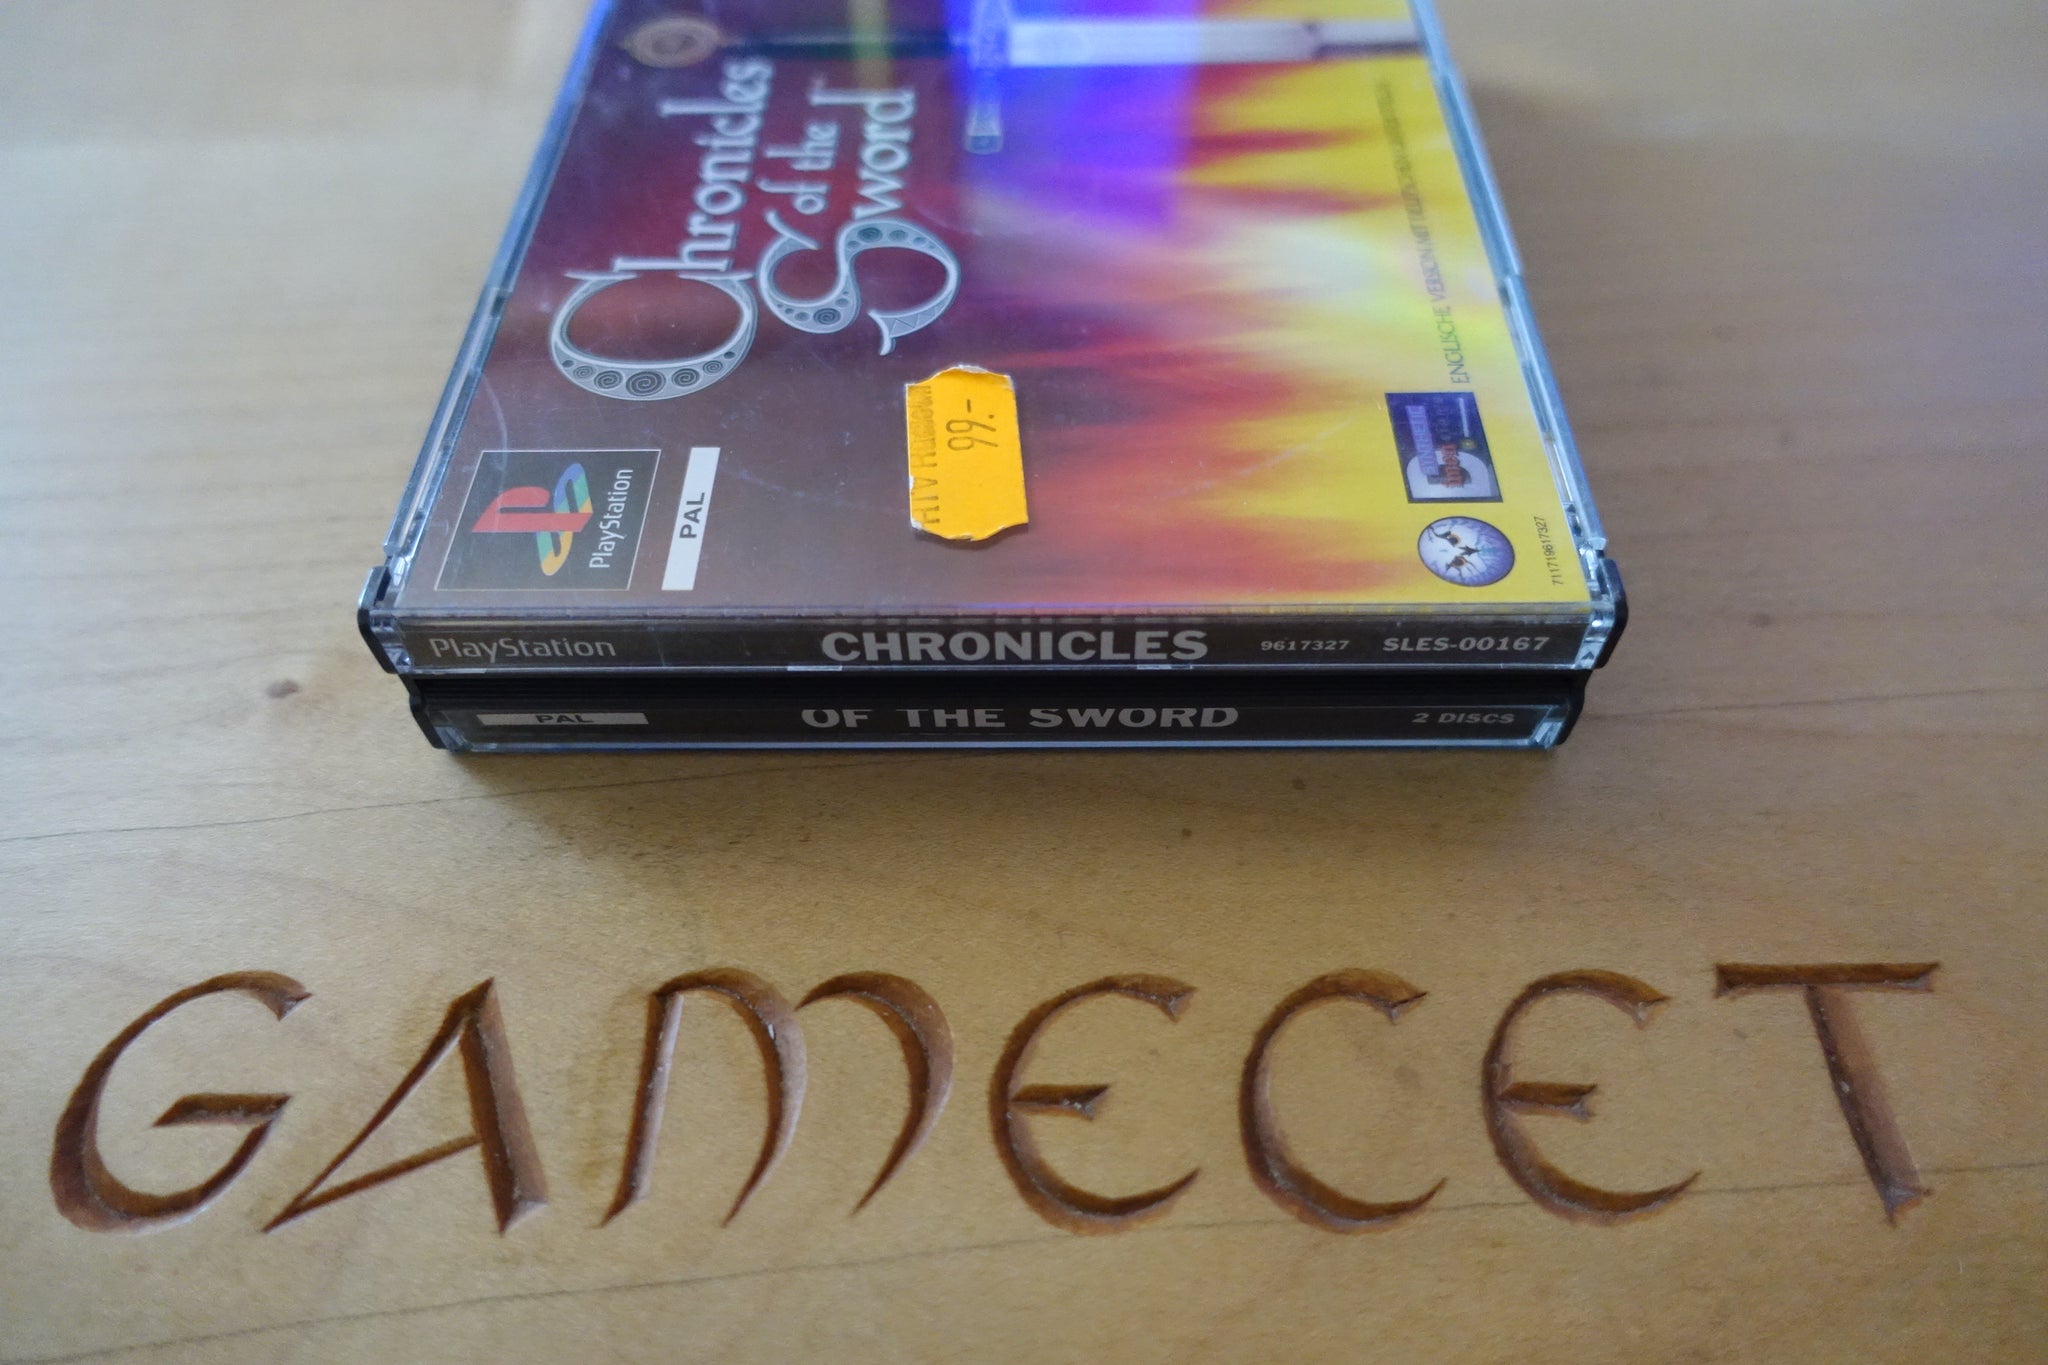 Chronicles
of the
Sword
PlayStation
PAL
99.-
ENGLISCHE VERSION MIT
711719617327
PlayStation
CHRONICLES
9617327
SLES-00167
PAL
OF THE SWORD
2 DISCS
GAMECET